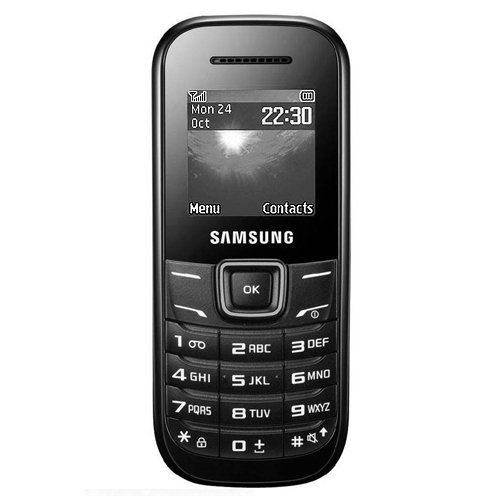 Mon 24
Oct
22:30
Menu Contacts
SAMSUNG
OK
1 2 ABC 3 DEF
4 GHI 5 JKL 6 MNO
7 PQRS 8 TUV 9 WXYZ
* 0 #